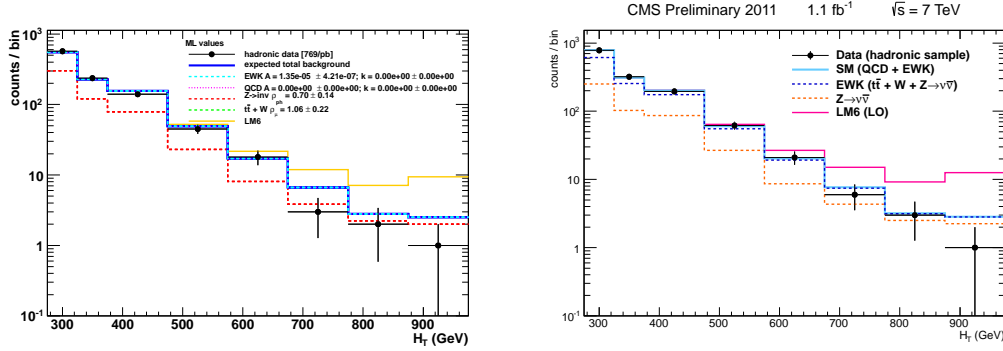 counts / bin
10³
10²
10
1
10⁻¹
300 400 500 600 700 800 900
H_T (GeV)
ML values
hadronic data [769/pb]
expected total background
EWK A = 1.35e-05 ± 4.21e-07; k = 0.00e+00 ± 0.00e+00
QCD A = 0.00e+00 ± 0.00e+00; k = 0.00e+00 ± 0.00e+00
Z->inv ρ_ph = 0.70 ± 0.14
tt̄ + W ρ_μ = 1.06 ± 0.22
LM6
CMS Preliminary 2011 1.1 fb⁻¹ √s = 7 TeV
counts / bin
10³
10²
10
1
10⁻¹
300 400 500 600 700 800 900
H_T (GeV)
Data (hadronic sample)
SM (QCD + EWK)
EWK (tt̄ + W + Z→νν̄)
Z→νν̄
LM6 (LO)